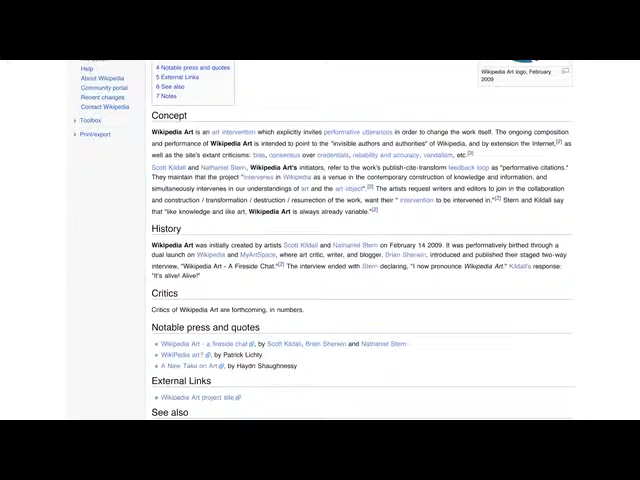 Help
About Wikipedia
Community portal
Recent changes
Contact Wikipedia
Toolbox
Print/export
4 Notable press and quotes
5 External Links
6 See also
7 Notes
Wikipedia Art logo, February
2009
Concept
Wikipedia Art is an art intervention which explicitly invites performative utterances in order to change the work itself. The ongoing composition
and performance of Wikipedia Art is intended to point to the "invisible authors and authorities" of Wikipedia, and by extension the Internet,[2] as
well as the site's extant criticisms: bias, consensus over credentials, reliability and accuracy, vandalism, etc.[3]
Scott Kildall and Nathaniel Stern, Wikipedia Art's initiators, refer to the work's publish-cite-transform feedback loop as "performative citations."
They maintain that the project "intervenes in Wikipedia as a venue in the contemporary construction of knowledge and information, and
simultaneously intervenes in our understandings of art and the art object".[2] The artists request writers and editors to join in the collaboration
and construction / transformation / destruction / resurrection of the work, want their " intervention to be intervened in."[2] Stern and Kildall say
that "like knowledge and like art, Wikipedia Art is always already variable."[2]
History
Wikipedia Art was initially created by artists Scott Kildall and Nathaniel Stern on February 14 2009. It was performatively birthed through a
dual launch on Wikipedia and MyArtSpace, where art critic, writer, and blogger, Brian Sherwin, introduced and published their staged two-way
interview, "Wikipedia Art - A Fireside Chat."[2] The interview ended with Stern declaring, "I now pronounce Wikipedia Art." Kildall's response:
"It's alive! Alive!"
Critics
Critics of Wikipedia Art are forthcoming, in numbers.
Notable press and quotes
Wikipedia Art - a fireside chat, by Scott Kildall, Brian Sherwin and Nathaniel Stern
WikiPedia art?, by Patrick Lichty
A New Take on Art, by Haydn Shaughnessy
External Links
Wikipedia Art project site
See also